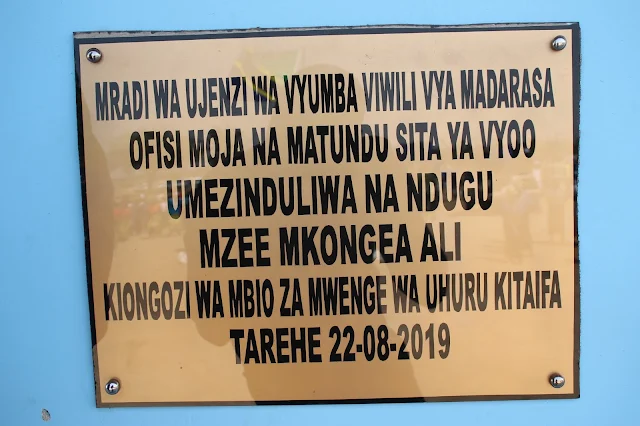 MRADI WA UJENZI WA VYUMBA VIWILI VYA MADARASA
OFISI MOJA NA MATUNDU SITA YA VYOO
UMEZINDULIWA NA NDUGU
MZEE MKONGEA ALI
KIONGOZI WA MBIO ZA MWENGE WA UHURU KITAIFA
TAREHE 22-08-2019